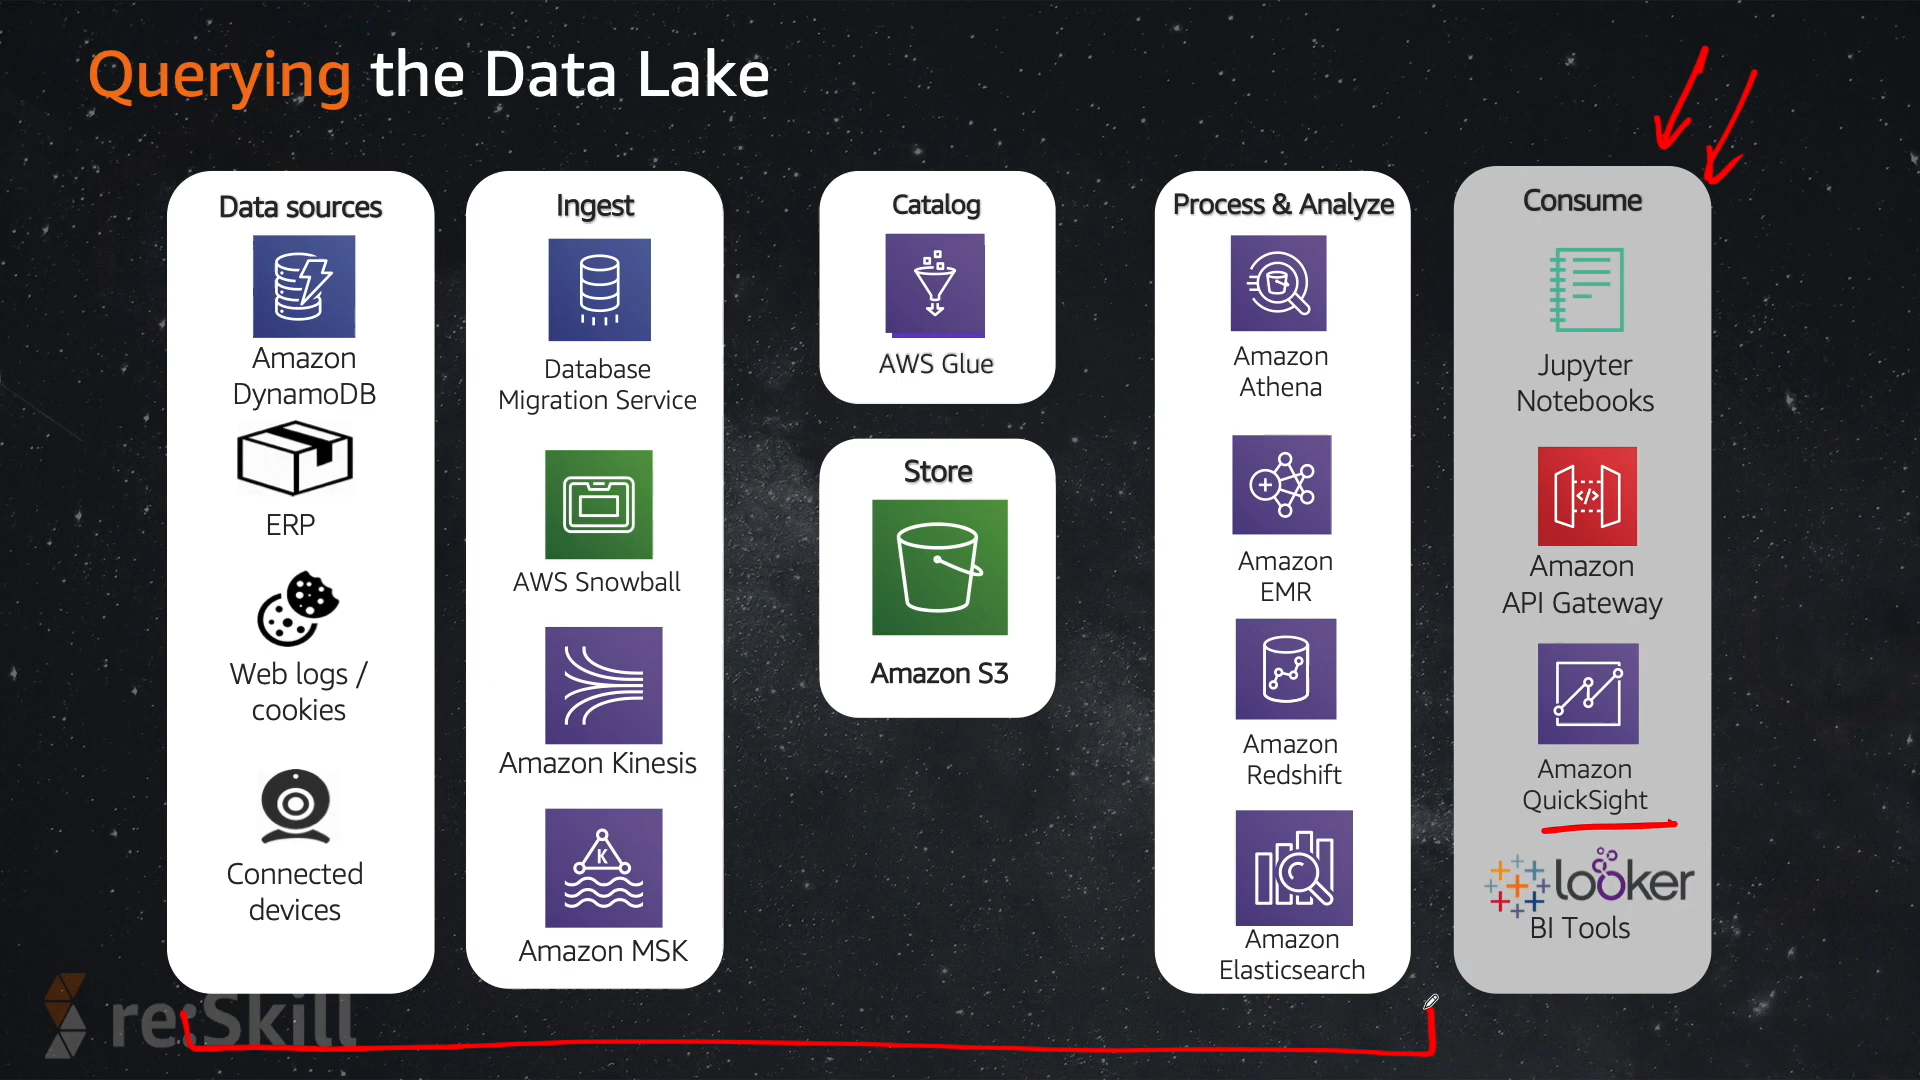 Querying the Data Lake
Data sources
Amazon
DynamoDB
ERP
Web logs /
cookies
Connected
devices
Ingest
Database
Migration Service
AWS Snowball
Amazon Kinesis
K
Amazon MSK
Catalog
AWS Glue
Store
Amazon S3
Process & Analyze
Amazon
Athena
Amazon
EMR
Amazon
Redshift
Amazon
Elasticsearch
Consume
Jupyter
Notebooks
</>
Amazon
API Gateway
Amazon
QuickSight
looker
BI Tools
re:Skill